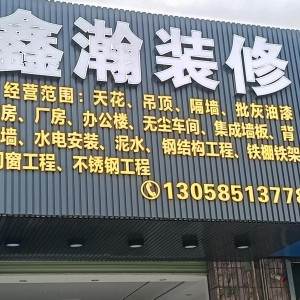 鑫瀚装修
经营范围：天花、吊顶、隔墙、批灰油漆
房、厂房、办公楼、无尘车间、集成墙板、背
墙、水电安装、泥水、钢结构工程、铁棚铁架
门窗工程、不锈钢工程
13058513778